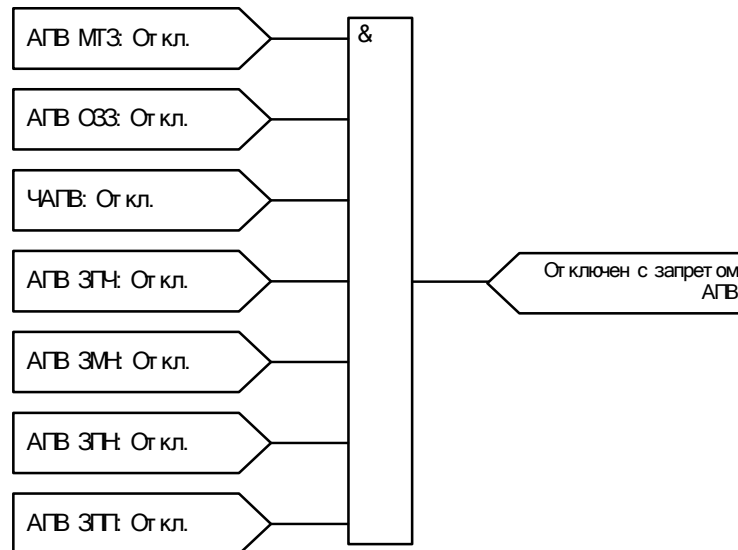 АПВ МТЗ: Откл.
&
АПВ ОЗЗ: Откл.
ЧАПВ: Откл.
АПВ ЗПЧ: Откл.
Отключен с запретом
АПВ
АПВ ЗМН: Откл.
АПВ ЗПН: Откл.
АПВ ЗПП: Откл.